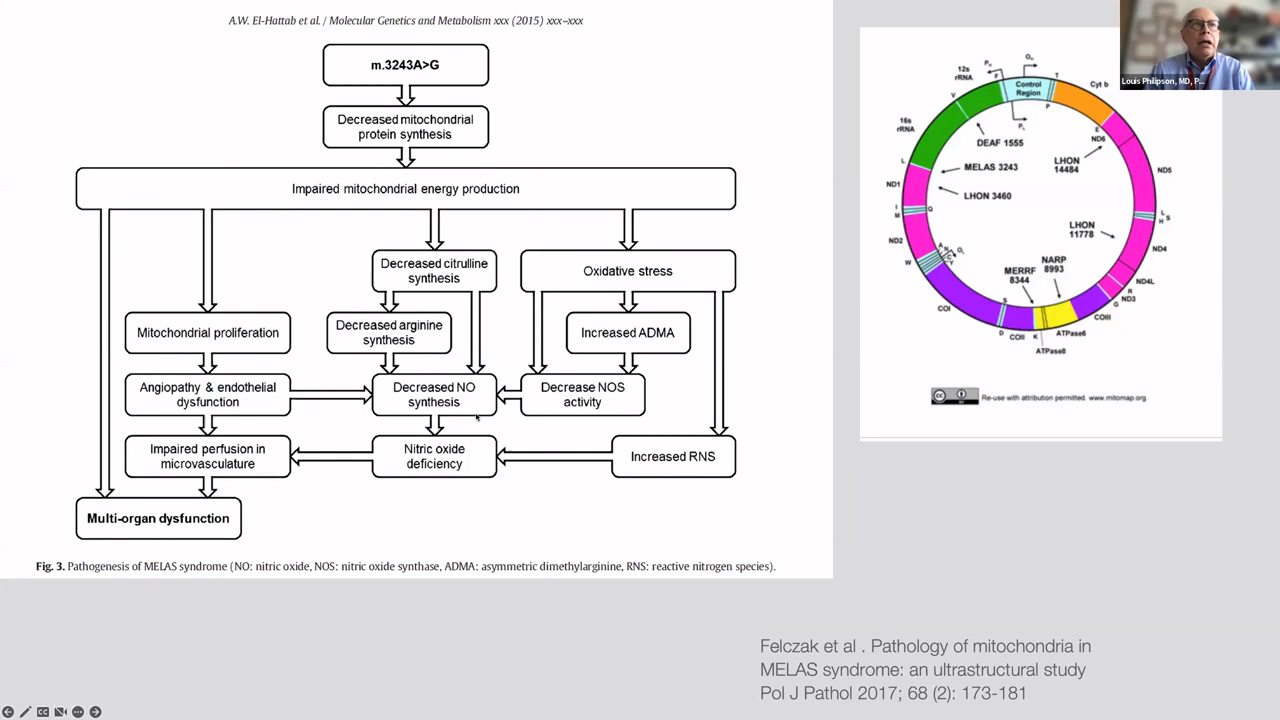 A.W. El-Hattab et al. / Molecular Genetics and Metabolism xxx (2015) xxx–xxx
m.3243A>G
Decreased mitochondrial
protein synthesis
Impaired mitochondrial energy production
Decreased citrulline
synthesis
Oxidative stress
Mitochondrial proliferation
Decreased arginine
synthesis
Increased ADMA
Angiopathy & endothelial
dysfunction
Decreased NO
synthesis
Decrease NOS
activity
Impaired perfusion in
microvasculature
Nitric oxide
deficiency
Increased RNS
Multi-organ dysfunction
Fig. 3. Pathogenesis of MELAS syndrome (NO: nitric oxide, NOS: nitric oxide synthase, ADMA: asymmetric dimethylarginine, RNS: reactive nitrogen species).
Louis Philipson, MD, P...
12s
rRNA
Control
Region
F
V
T
P
Cyt b
16s
rRNA
E
ND6
DEAF 1555
LHON
14484
L
MELAS 3243
ND5
ND1
LHON 3460
I
M
Q
L
H
S
LHON
11778
ND2
ND4
W
NARP
8993
MERRF
8344
ND4L
R
ND3
G
COI
S
D
COII
K
COIII
ATPase6
ATPase8
cc
BY
Re-use with attribution permitted. www.mitomap.org.
Felczak et al . Pathology of mitochondria in
MELAS syndrome: an ultrastructural study
Pol J Pathol 2017; 68 (2): 173-181
CC